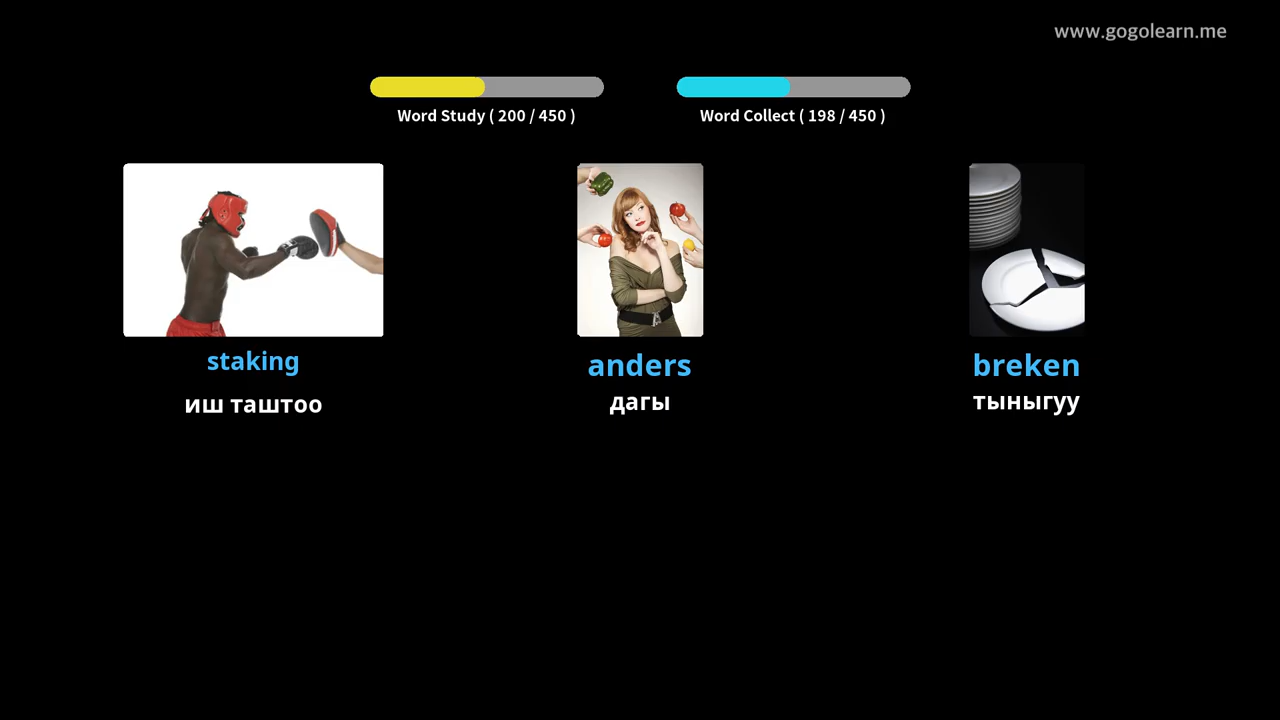 www.gogolearn.me
Word Study ( 200 / 450 )
Word Collect ( 198 / 450 )
staking
anders
breken
иш таштоо
дагы
тыныгуу